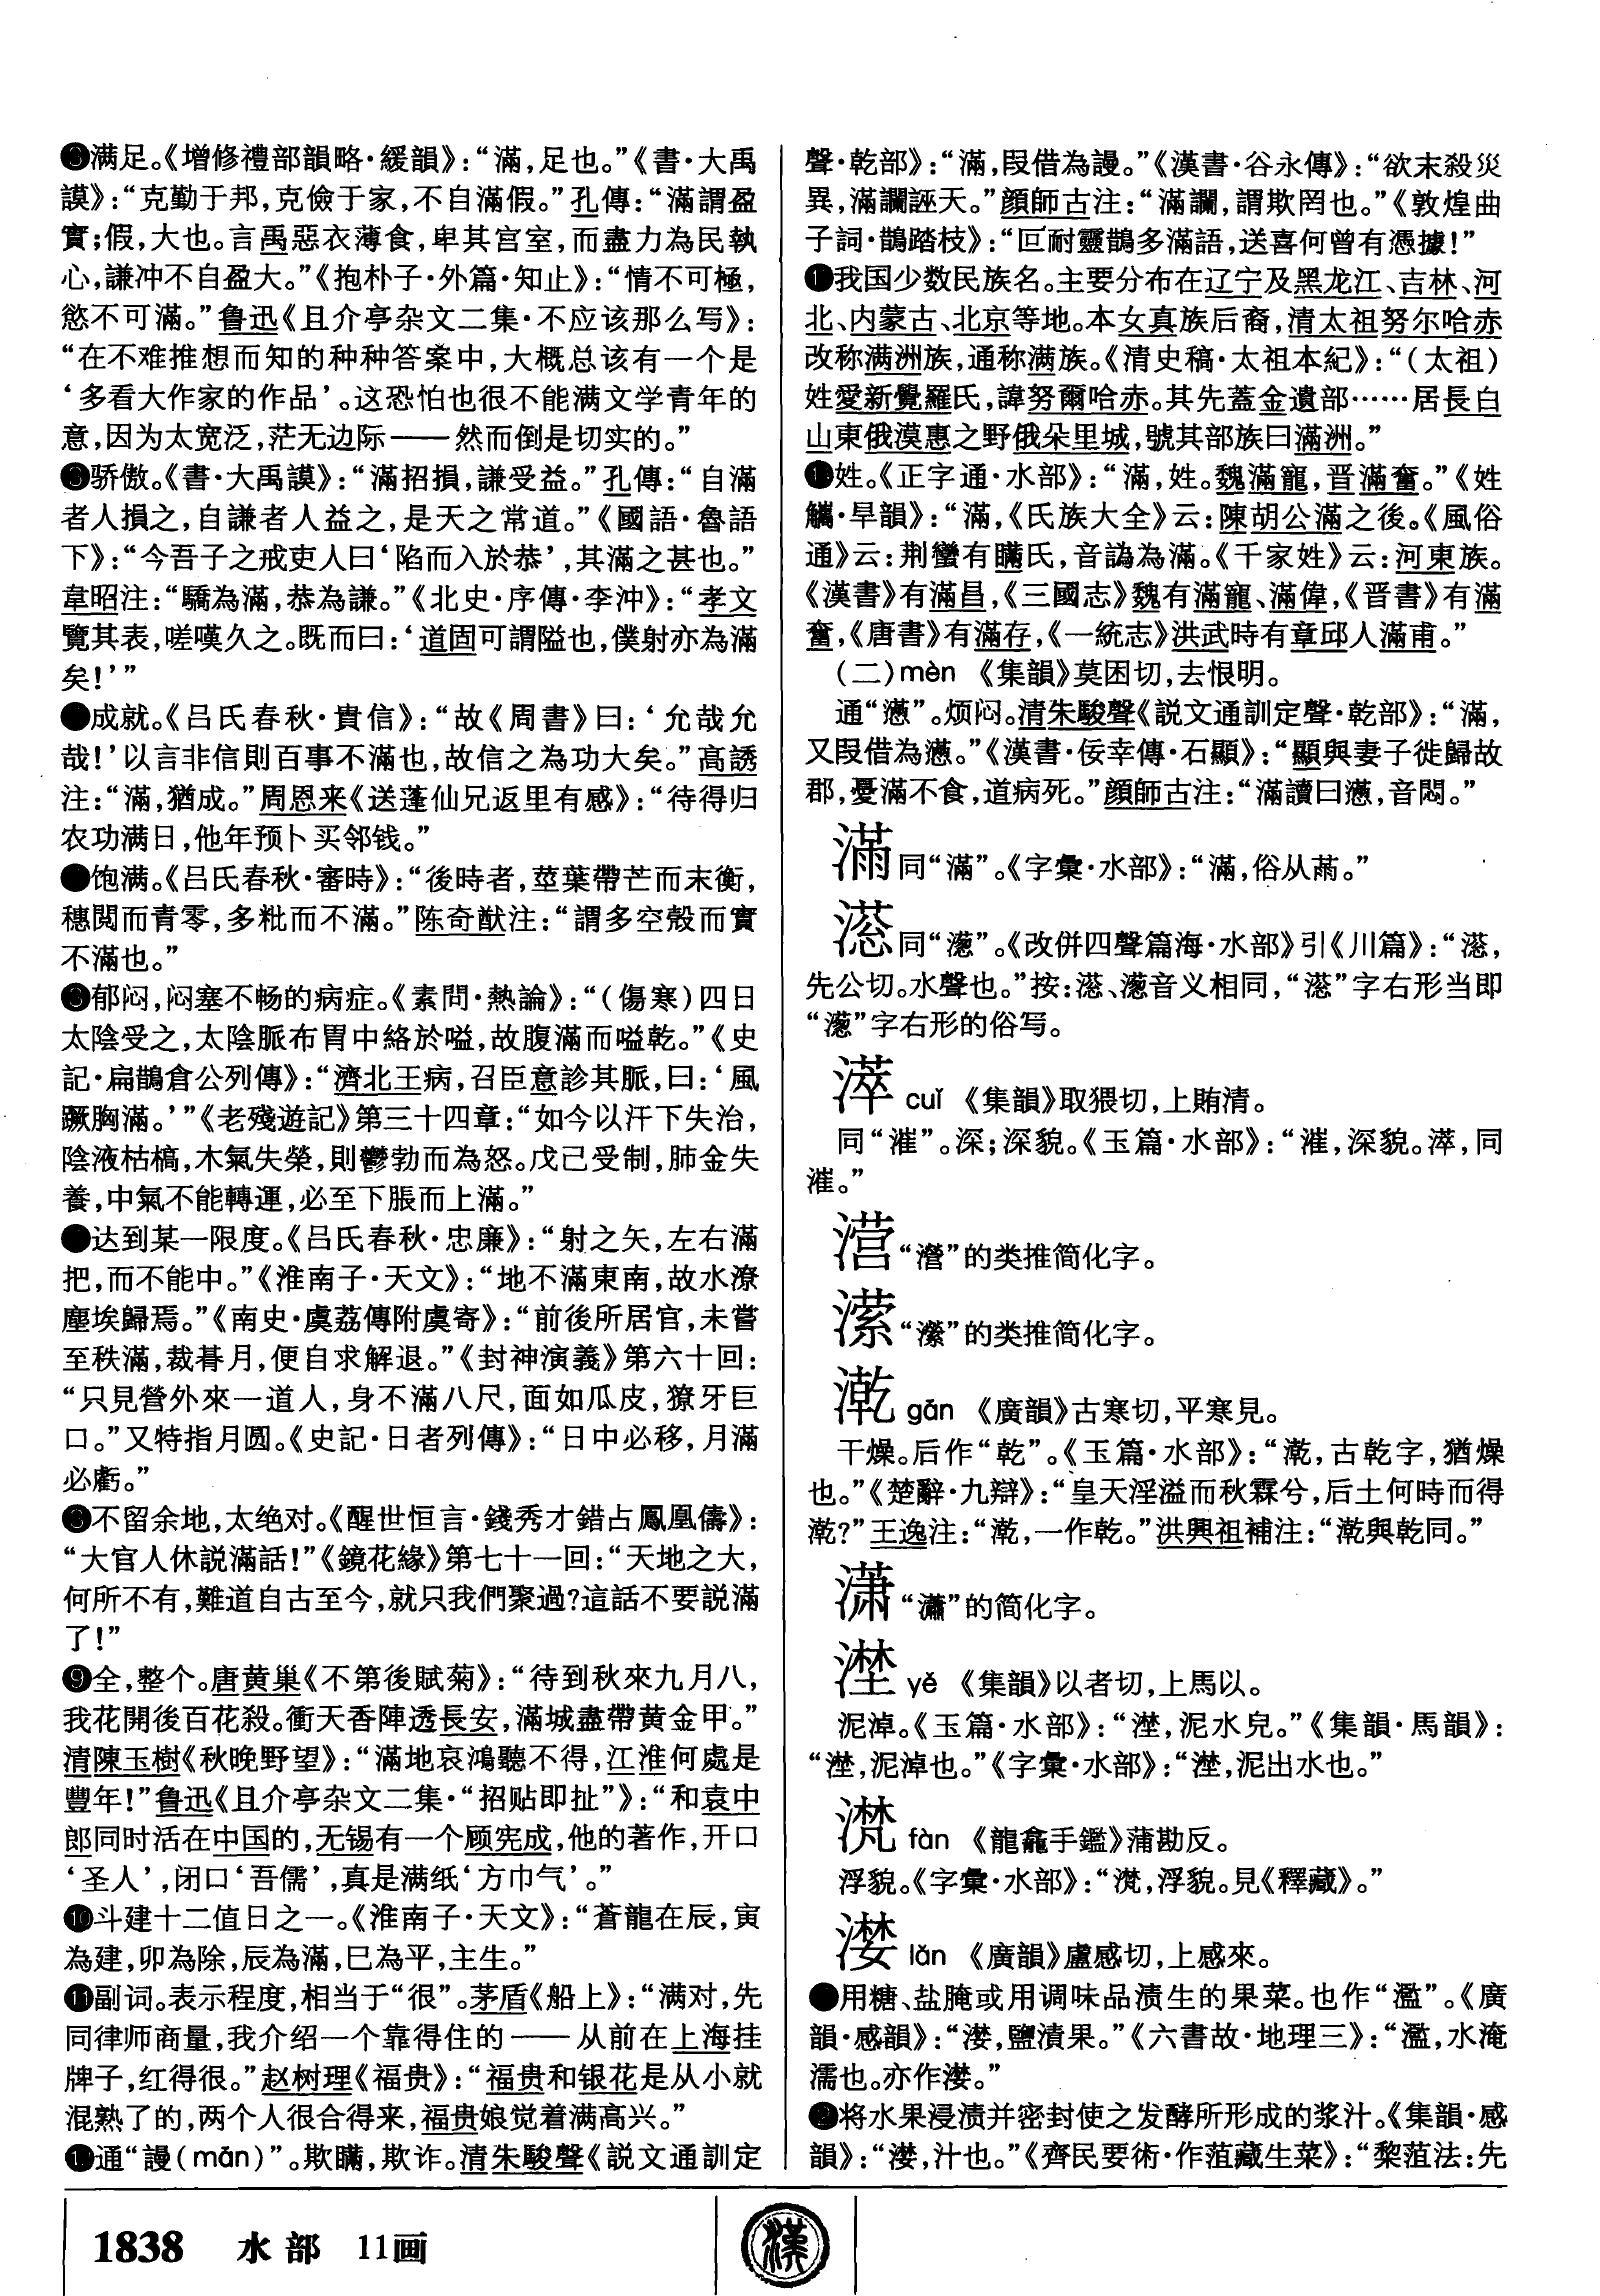 满足。《增修禮部韻略·緩韻》：“滿，足也。”《書·大禹
謨》：“克勤于邦，克儉于家，不自滿假。”孔傳：“滿謂盈
實；假，大也。言禹惡衣薄食，卑其宫室，而盡力為民執
心，謙冲不自盈大。”《抱朴子·外篇·知止》：“情不可極，
慾不可滿。”鲁迅《且介亭杂文二集·不应该那么写》：
“在不难推想而知的种种答案中，大概总该有一个是
‘多看大作家的作品’。这恐怕也很不能满文学青年的
意，因为太宽泛，茫无边际——然而倒是切实的。”
骄傲。《書·大禹謨》：“滿招損，謙受益。”孔傳：“自滿
者人損之，自謙者人益之，是天之常道。”《國語·魯語
下》：“今吾子之戒吏人曰‘陷而入於恭’，其滿之甚也。”
韋昭注：“驕為滿，恭為謙。”《北史·序傳·李沖》：“孝文
覽其表，嗟嘆久之。既而曰：‘道固可謂隘也，僕射亦為滿
矣！’”
成就。《吕氏春秋·貴信》：“故《周書》曰：‘允哉允
哉！’以言非信則百事不滿也，故信之為功大矣。”高誘
注：“滿，猶成。”周恩来《送蓬仙兄返里有感》：“待得归
农功满日，他年预卜买邻钱。”
饱满。《吕氏春秋·審時》：“後時者，莖葉帶芒而末衡，
穗閲而青零，多粃而不滿。”陈奇猷注：“謂多空殻而實
不滿也。”
郁闷，闷塞不畅的病症。《素問·熱論》：“（傷寒）四日
太陰受之，太陰脈布胃中絡於嗌，故腹滿而嗌乾。”《史
記·扁鵲倉公列傳》：“濟北王病，召臣意診其脈，曰：‘風
蹶胸滿。’”《老殘遊記》第三十四章：“如今以汗下失治，
陰液枯槁，木氣失榮，則鬱勃而為怒。戊己受制，肺金失
養，中氣不能轉運，必至下脹而上滿。”
达到某一限度。《吕氏春秋·忠廉》：“射之矢，左右滿
把，而不能中。”《淮南子·天文》：“地不滿東南，故水潦
塵埃歸焉。”《南史·虞荔傳附虞寄》：“前後所居官，未嘗
至秩滿，裁朞月，便自求解退。”《封神演義》第六十回：
“只見營外來一道人，身不滿八尺，面如瓜皮，獠牙巨
口。”又特指月圆。《史記·日者列傳》：“日中必移，月滿
必虧。”
不留余地，太绝对。《醒世恒言·錢秀才錯占鳳凰儔》：
“大官人休説滿話！”《鏡花緣》第七十一回：“天地之大，
何所不有，難道自古至今，就只我們聚過？這話不要説滿
了！”
❾全，整个。唐黄巢《不第後賦菊》：“待到秋來九月八，
我花開後百花殺。衝天香陣透長安，滿城盡帶黄金甲。”
清陳玉樹《秋晚野望》：“滿地哀鴻聽不得，江淮何處是
豐年！”鲁迅《且介亭杂文二集·“招贴即扯”》：“和袁中
郎同时活在中国的，无锡有一个顾宪成，他的著作，开口
‘圣人’，闭口‘吾儒’，真是满纸‘方巾气’。”
❿斗建十二值日之一。《淮南子·天文》：“蒼龍在辰，寅
為建，卯為除，辰為滿，巳為平，主生。”
⓫副词。表示程度，相当于“很”。茅盾《船上》：“满对，先
同律师商量，我介绍一个靠得住的——从前在上海挂
牌子，红得很。”赵树理《福贵》：“福贵和银花是从小就
混熟了的，两个人很合得来，福贵娘觉着满高兴。”
通“謾（mán）”。欺瞒，欺诈。清朱駿聲《説文通訓定
聲·乾部》：“滿，叚借為謾。”《漢書·谷永傳》：“欲末殺災
異，滿讕誣天。”顔師古注：“滿讕，謂欺罔也。”《敦煌曲
子詞·鵲踏枝》：“叵耐靈鵲多滿語，送喜何曾有憑據！”
我国少数民族名。主要分布在辽宁及黑龙江、吉林、河
北、内蒙古、北京等地。本女真族后裔，清太祖努尔哈赤
改称满洲族，通称满族。《清史稿·太祖本紀》：“（太祖）
姓愛新覺羅氏，諱努爾哈赤。其先蓋金遺部……居長白
山東俄漠惠之野俄朵里城，號其部族曰滿洲。”
姓。《正字通·水部》：“滿，姓。魏滿寵，晋滿奮。”《姓
觿·旱韻》：“滿，《氏族大全》云：陳胡公滿之後。《風俗
通》云：荆蠻有瞞氏，音譌為滿。《千家姓》云：河東族。
《漢書》有滿昌，《三國志》魏有滿寵、滿偉，《晋書》有滿
奮，《唐書》有滿存，《一統志》洪武時有章邱人滿甫。”
（二）mèn 《集韻》莫困切，去恨明。
通“懣”。烦闷。清朱駿聲《説文通訓定聲·乾部》：“滿，
又叚借為懣。”《漢書·佞幸傳·石顯》：“顯與妻子徙歸故
郡，憂滿不食，道病死。”顔師古注：“滿讀曰懣，音悶。”
同“滿”。《字彙·水部》：“滿，俗从𦭃。”
同“漗”。《改併四聲篇海·水部》引《川篇》：
先公切。水聲也。”按：音义相同，字右形当即
字右形的俗写。
cuǐ 《集韻》取猥切，上賄清。
同“漼”。深；深貌。《玉篇·水部》：“漼，深貌。同
漼。”
“濳”的类推简化字。
潆 “瀠”的类推简化字。
漧 gān 《廣韻》古寒切，平寒見。
干燥。后作“乾”。《玉篇·水部》：“漧，古乾字，猶燥
也。”《楚辭·九辯》：“皇天淫溢而秋霖兮，后土何時而得
漧？”王逸注：“漧，一作乾。”洪興祖補注：“漧與乾同。”
潇 “瀟”的简化字。
漜 yě 《集韻》以者切，上馬以。
泥淖。《玉篇·水部》：“漜，泥水皃。”《集韻·馬韻》：
“漜，泥淖也。”《字彙·水部》：“漜，泥出水也。”
fàn 《龍龕手鑑》蒲勘反。
浮貌。《字彙·水部》：浮貌。見《釋藏》。”
漤 lǎn 《廣韻》盧感切，上感來。
用糖、盐腌或用调味品渍生的果菜。也作“濫”。《廣
韻·感韻》：“漤，鹽漬果。”《六書故·地理三》：“濫，水淹
濡也。亦作漤。”
❷将水果浸渍并密封使之发酵所形成的浆汁。《集韻·感
韻》：“漤，汁也。”《齊民要術·作菹藏生菜》：“黎菹法：先
1838 水部 11画
漢